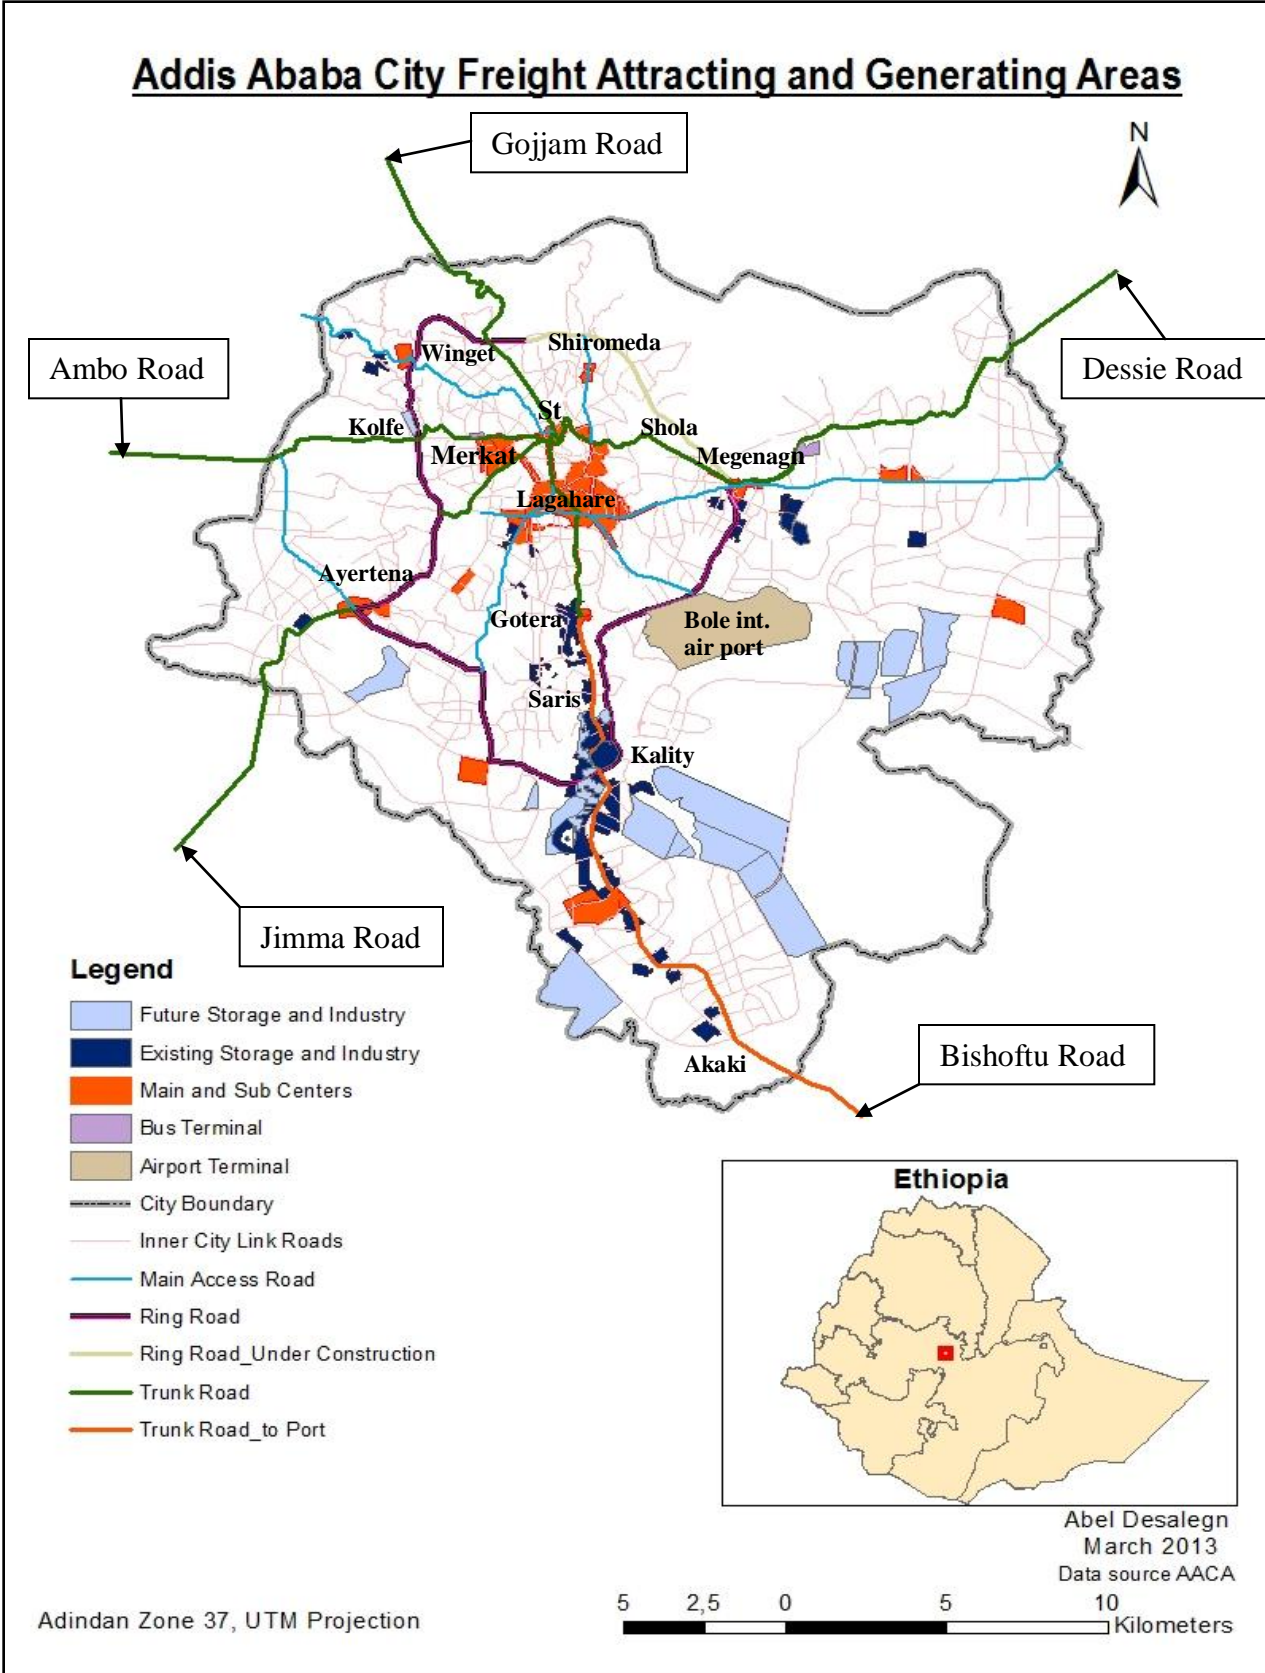 Addis Ababa City Freight Attracting and Generating Areas
Gojjam Road
N
Ambo Road
Dessie Road
Winget
Shiromeda
St
Kolfe
Shola
Merkat
Megenagn
Lagahare
Ayertena
Gotera
Bole int.
air port
Saris
Kality
Jimma Road
Akaki
Bishoftu Road
Legend
Future Storage and Industry
Existing Storage and Industry
Main and Sub Centers
Bus Terminal
Airport Terminal
City Boundary
Inner City Link Roads
Main Access Road
Ring Road
Ring Road_Under Construction
Trunk Road
Trunk Road_to Port
Ethiopia
Abel Desalegn
March 2013
Data source AACA
Adindan Zone 37, UTM Projection
5 2,5 0 5 10
Kilometers